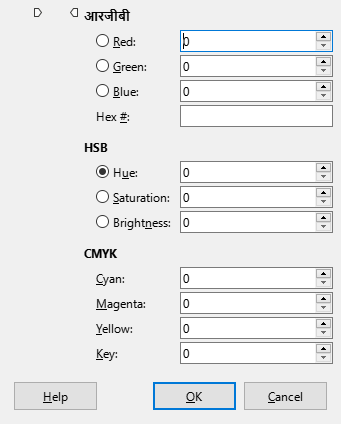 आरजीबी
Red: 0
Green: 0
Blue: 0
Hex #:
HSB
Hue: 0
Saturation: 0
Brightness: 0
CMYK
Cyan: 0
Magenta: 0
Yellow: 0
Key: 0
Help OK Cancel